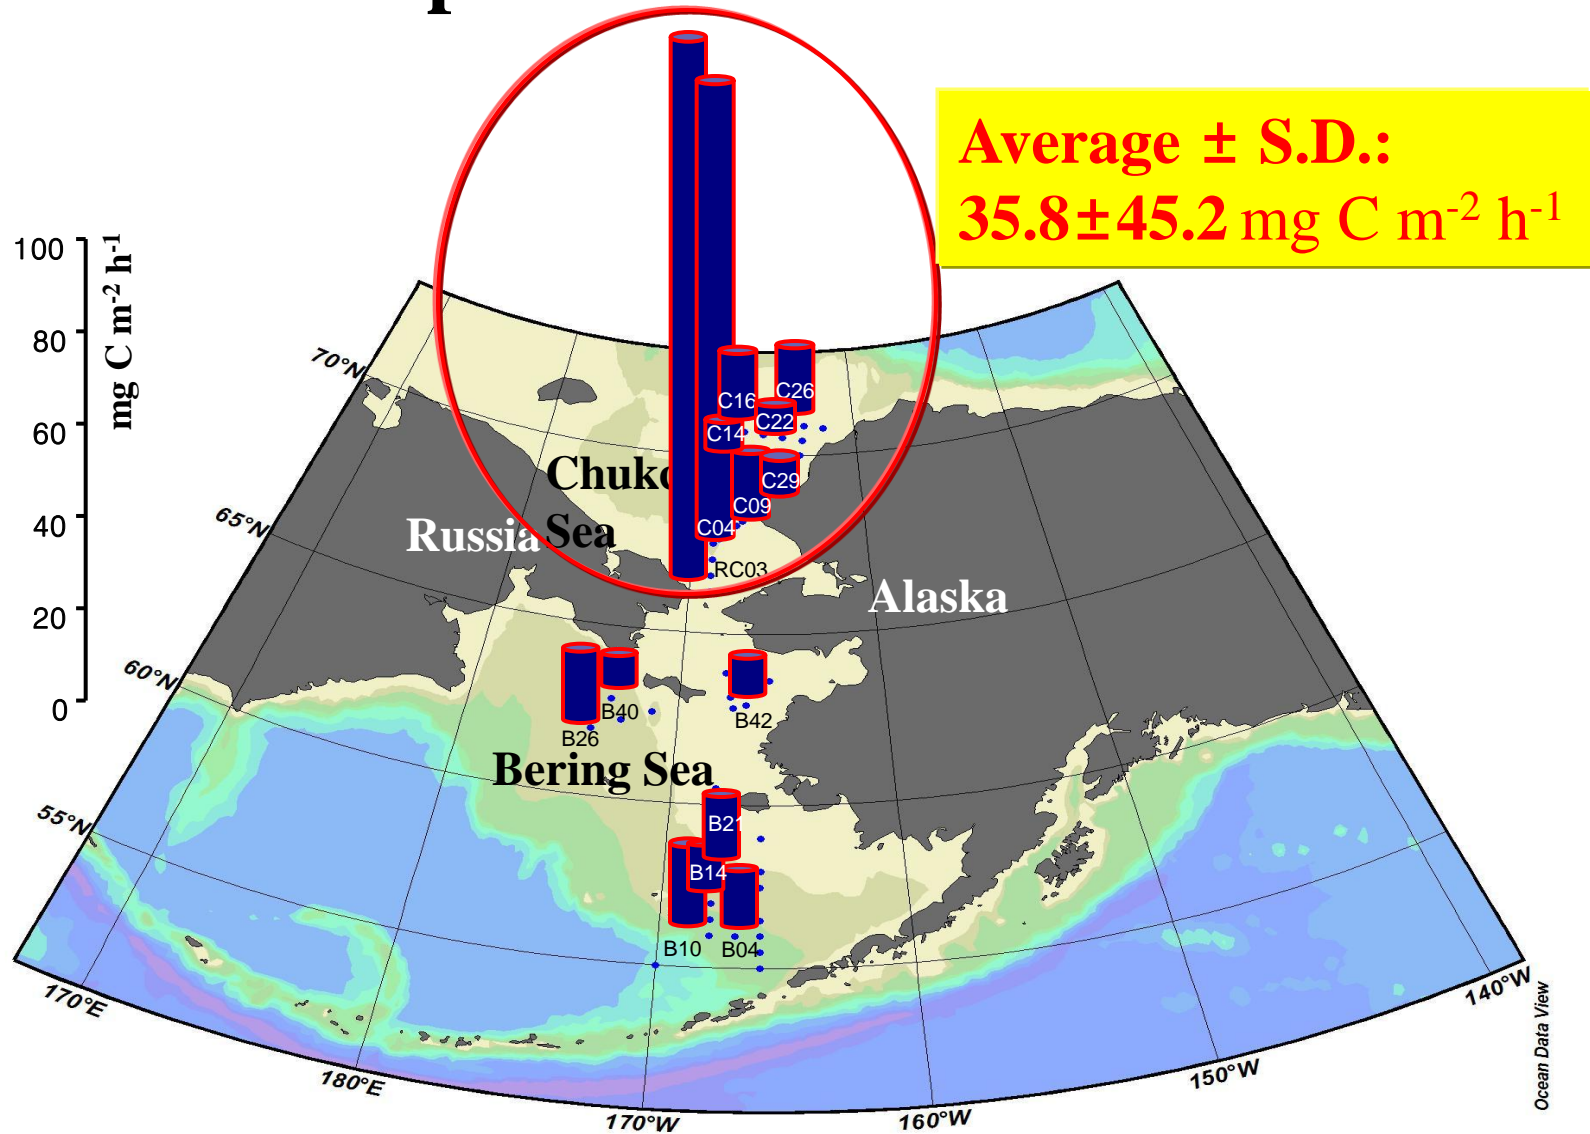 Average ± S.D.:
35.8±45.2 mg C m-2 h-1
100
80
60
40
20
0
mg C m-2 h-1
70°N
65°N
60°N
55°N
C16
C26
C14
C22
C29
C09
C04
RC03
Chukc
Sea
Russia
Alaska
B40
B26
B42
Bering Sea
B21
B14
B10
B04
170°E
180°E
170°W
160°W
150°W
140°W
Ocean Data View